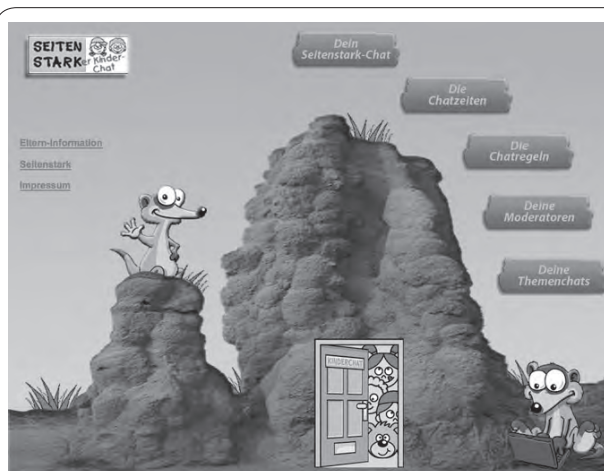 SEITEN
STARK er Kinder-
Chat
Dein
Seitenstark-Chat
Die
Chatzeiten
Die
Chatregeln
Deine
Moderatoren
Deine
Themenchats
Eltern-Information
Seitenstark
Impressum
KINDERCHAT